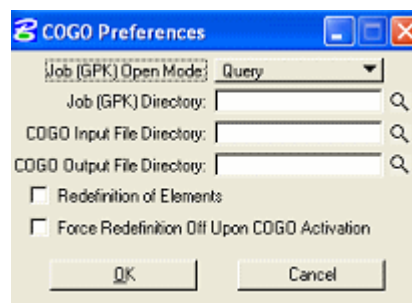 COGO Preferences
Job (GPK) Open Mode: Query
Job (GPK) Directory:
COGO Input File Directory:
COGO Output File Directory:
Redefinition of Elements
Force Redefinition Off Upon COGO Activation
OK Cancel